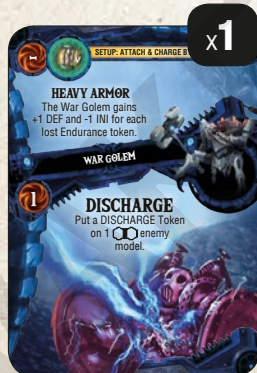 x1
SETUP: ATTACH & CHARGE
HEAVY ARMOR
The War Golem gains
+1 DEF and -1 INI for each
lost Endurance token.
WAR GOLEM
1
DISCHARGE
Put a DISCHARGE Token
on 1 enemy
model.